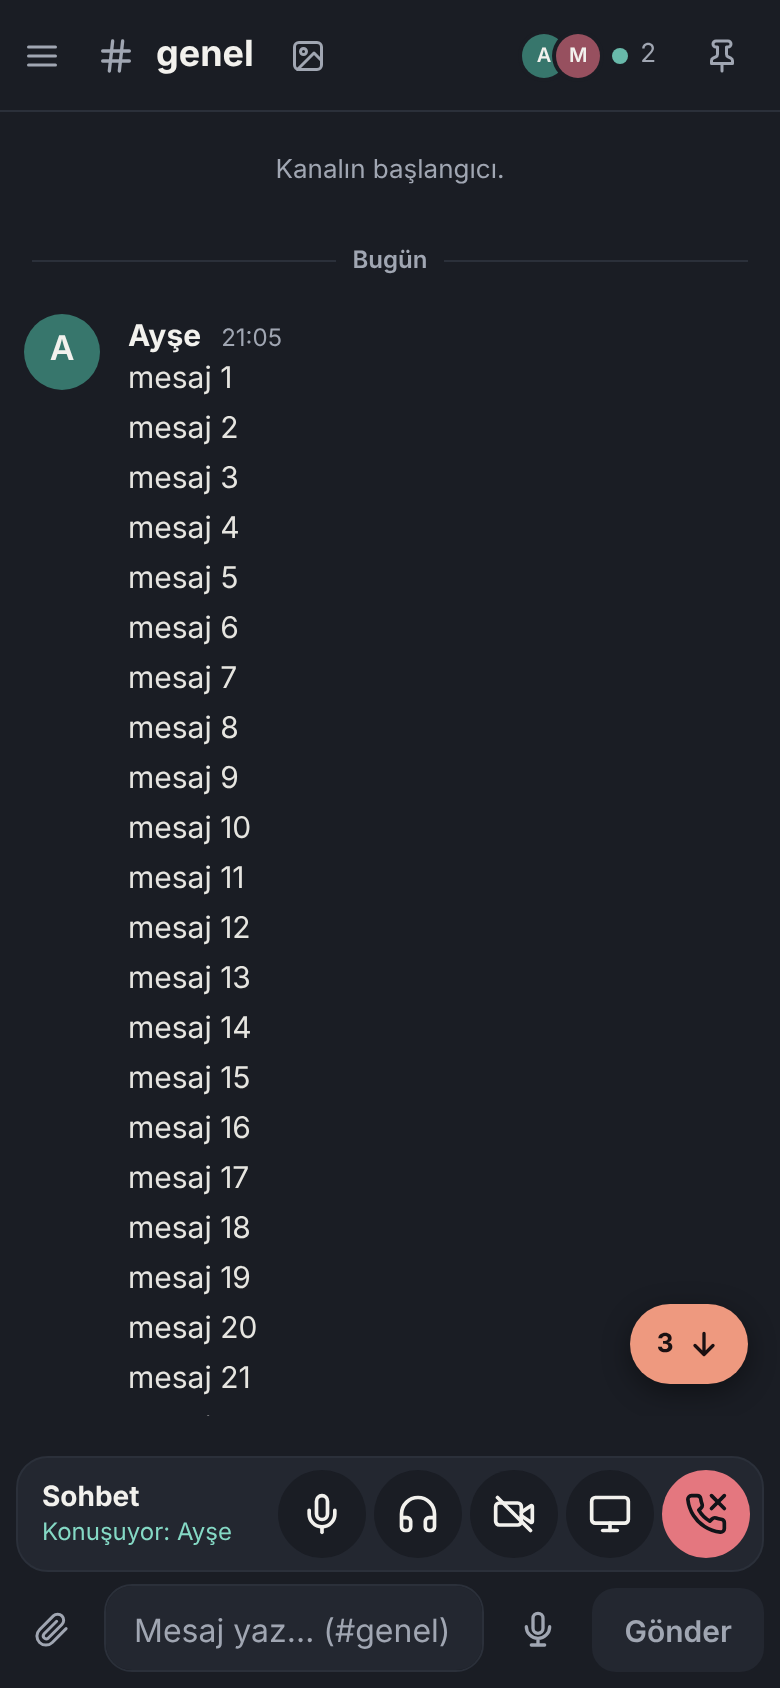 # genel
A M 2
Kanalın başlangıcı.
Bugün
A
Ayşe 21:05
mesaj 1
mesaj 2
mesaj 3
mesaj 4
mesaj 5
mesaj 6
mesaj 7
mesaj 8
mesaj 9
mesaj 10
mesaj 11
mesaj 12
mesaj 13
mesaj 14
mesaj 15
mesaj 16
mesaj 17
mesaj 18
mesaj 19
mesaj 20
3
mesaj 21
Sohbet
Konuşuyor: Ayşe
Mesaj yaz... (#genel)
Gönder